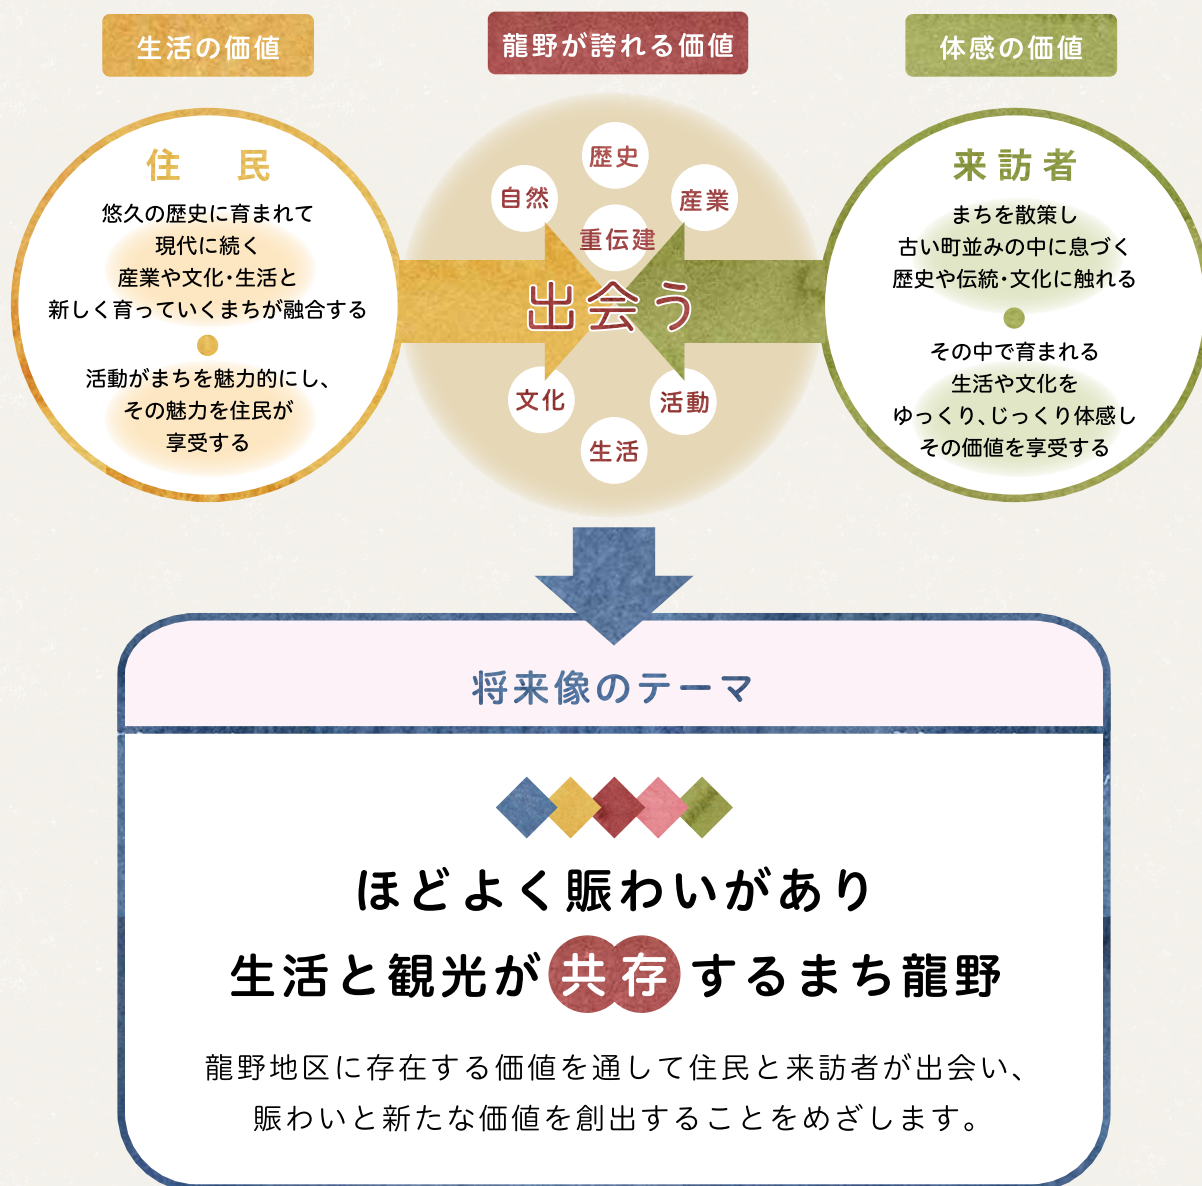 生活の価値
龍野が誇れる価値
体感の価値
住 民
悠久の歴史に育まれて
現代に続く
産業や文化・生活と
新しく育っていくまちが融合する
活動がまちを魅力的にし、
その魅力を住民が
享受する
歴史
自然
産業
重伝建
出会う
文化
活動
生活
来訪者
まちを散策し
古い町並みの中に息づく
歴史や伝統・文化に触れる
その中で育まれる
生活や文化を
ゆっくり、じっくり体感し
その価値を享受する
将来像のテーマ
ほどよく賑わいがあり
生活と観光が共存するまち龍野
龍野地区に存在する価値を通して住民と来訪者が出会い、
賑わいと新たな価値を創出することをめざします。